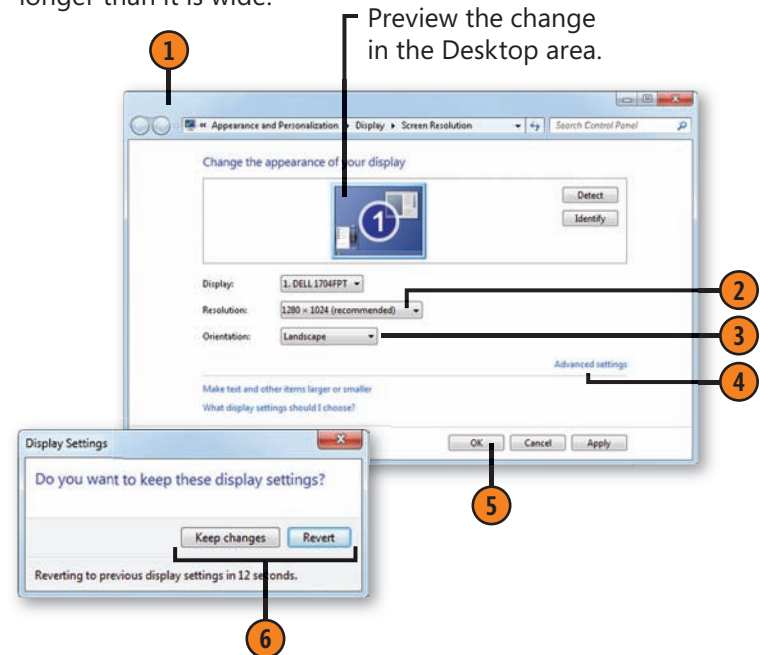 longer than it is wide.
Preview the change
in the Desktop area.
1
« Appearance and Personalization ▸ Display ▸ Screen Resolution
Search Control Panel
Change the appearance of your display
1
Detect
Identify
Display:
1. DELL 1704FPT
Resolution:
1280 × 1024 (recommended)
2
Orientation:
Landscape
3
Advanced settings
4
Make text and other items larger or smaller
What display settings should I choose?
OK
Cancel
Apply
5
Display Settings
Do you want to keep these display settings?
Keep changes
Revert
Reverting to previous display settings in 12 seconds.
6